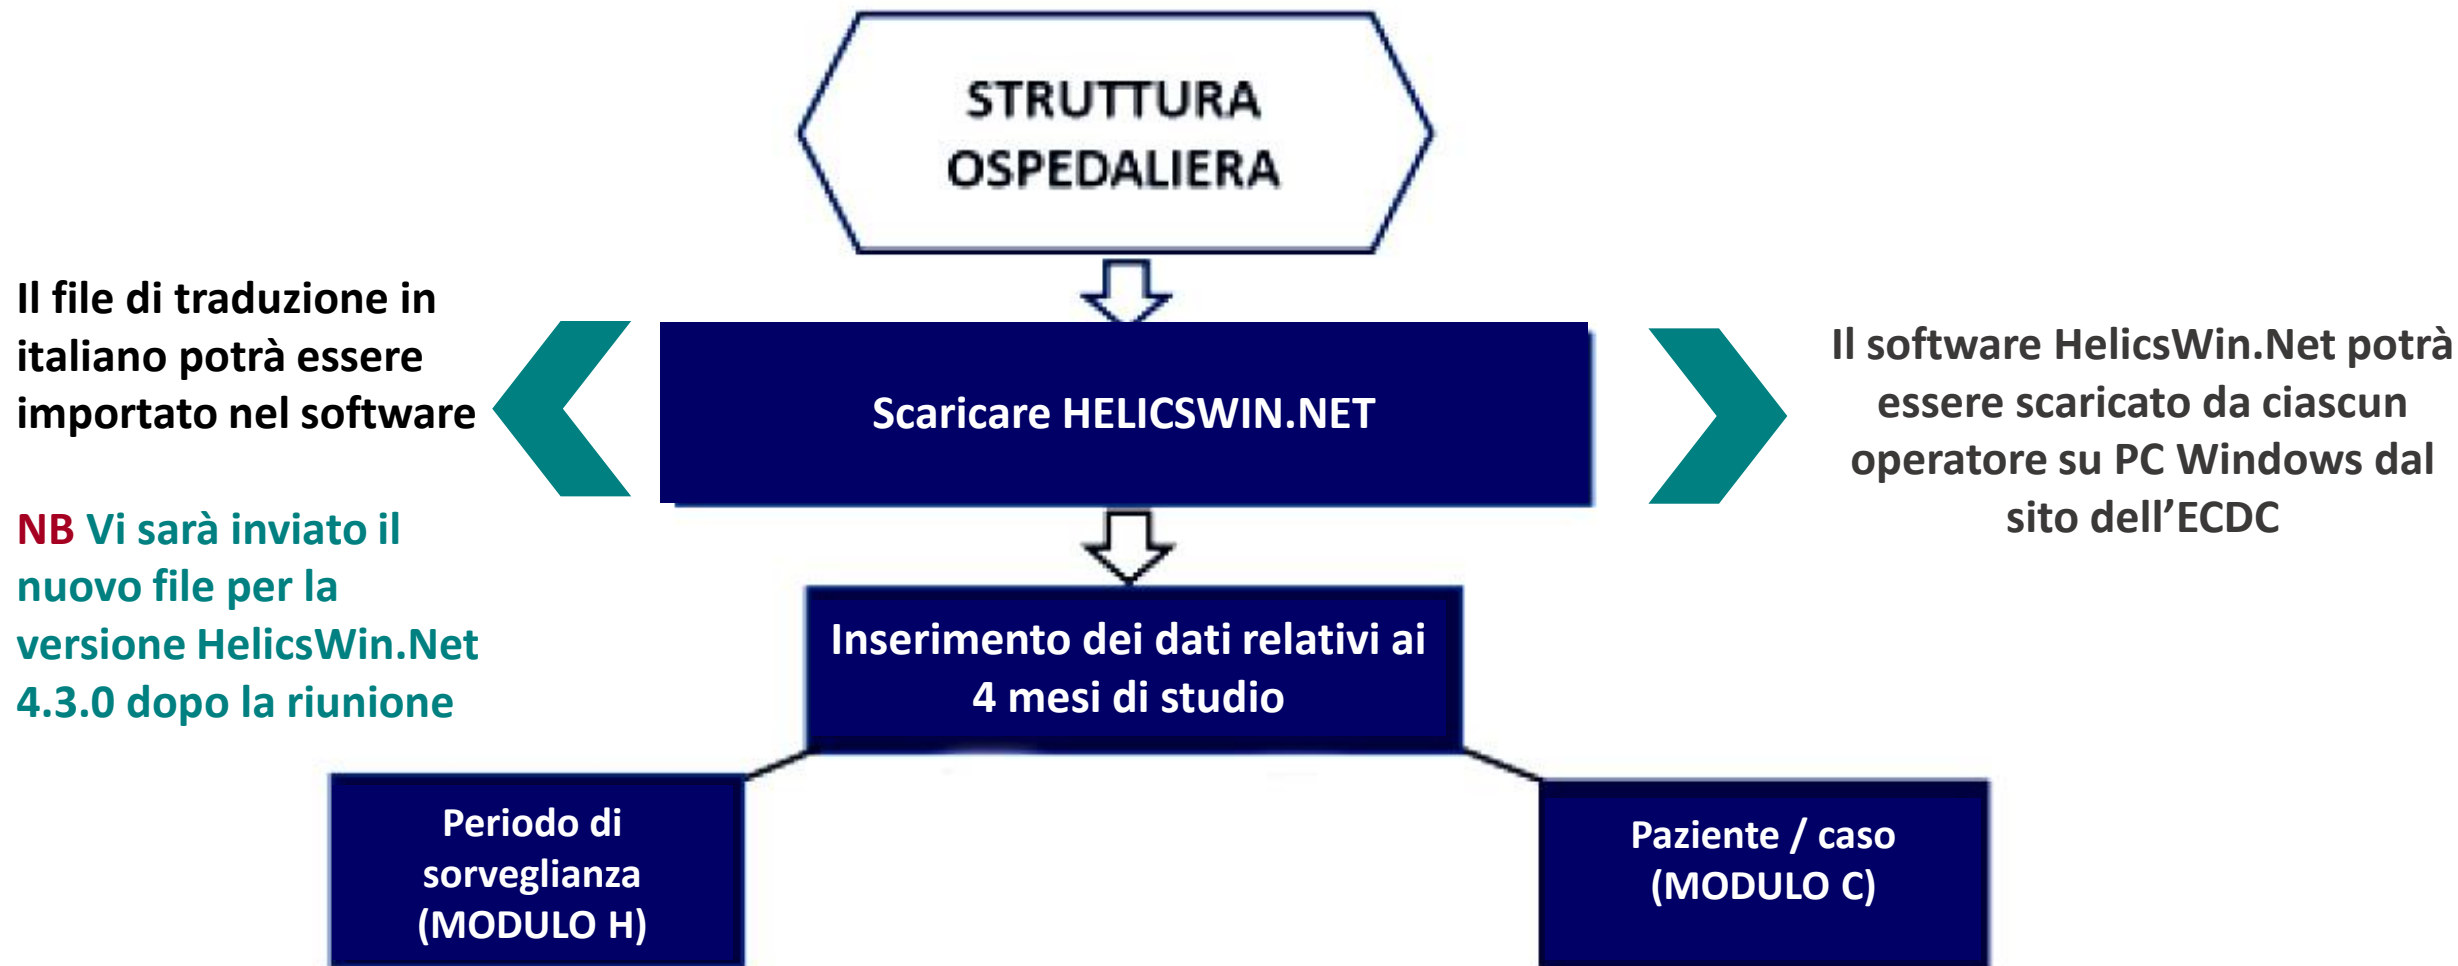 STRUTTURA
OSPEDALIERA
Il file di traduzione in
italiano potrà essere
importato nel software
NB Vi sarà inviato il
nuovo file per la
versione HelicsWin.Net
4.3.0 dopo la riunione
Scaricare HELICSWIN.NET
Il software HelicsWin.Net potrà
essere scaricato da ciascun
operatore su PC Windows dal
sito dell’ECDC
Inserimento dei dati relativi ai
4 mesi di studio
Periodo di
sorveglianza
(MODULO H)
Paziente / caso
(MODULO C)